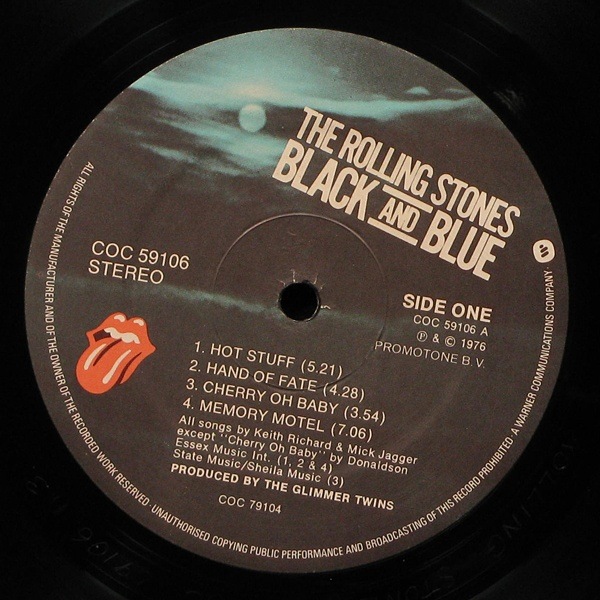 THE ROLLING STONES
BLACK AND BLUE
COC 59106
STEREO
SIDE ONE
COC 59106 A
℗ & © 1976
PROMOTONE B.V.
1. HOT STUFF (5.21)
2. HAND OF FATE (4.28)
3. CHERRY OH BABY (3.54)
4. MEMORY MOTEL (7.06)
All songs by Keith Richard & Mick Jagger
except "Cherry Oh Baby" by Donaldson
Essex Music Int. (1, 2 & 4)
State Music/Sheila Music (3)
PRODUCED BY THE GLIMMER TWINS
COC 79104
ALL RIGHTS OF THE MANUFACTURER AND OF THE OWNER OF THE RECORDED WORK RESERVED. UNAUTHORISED COPYING PUBLIC PERFORMANCE AND BROADCASTING OF THIS RECORD PROHIBITED. A WARNER COMMUNICATIONS COMPANY